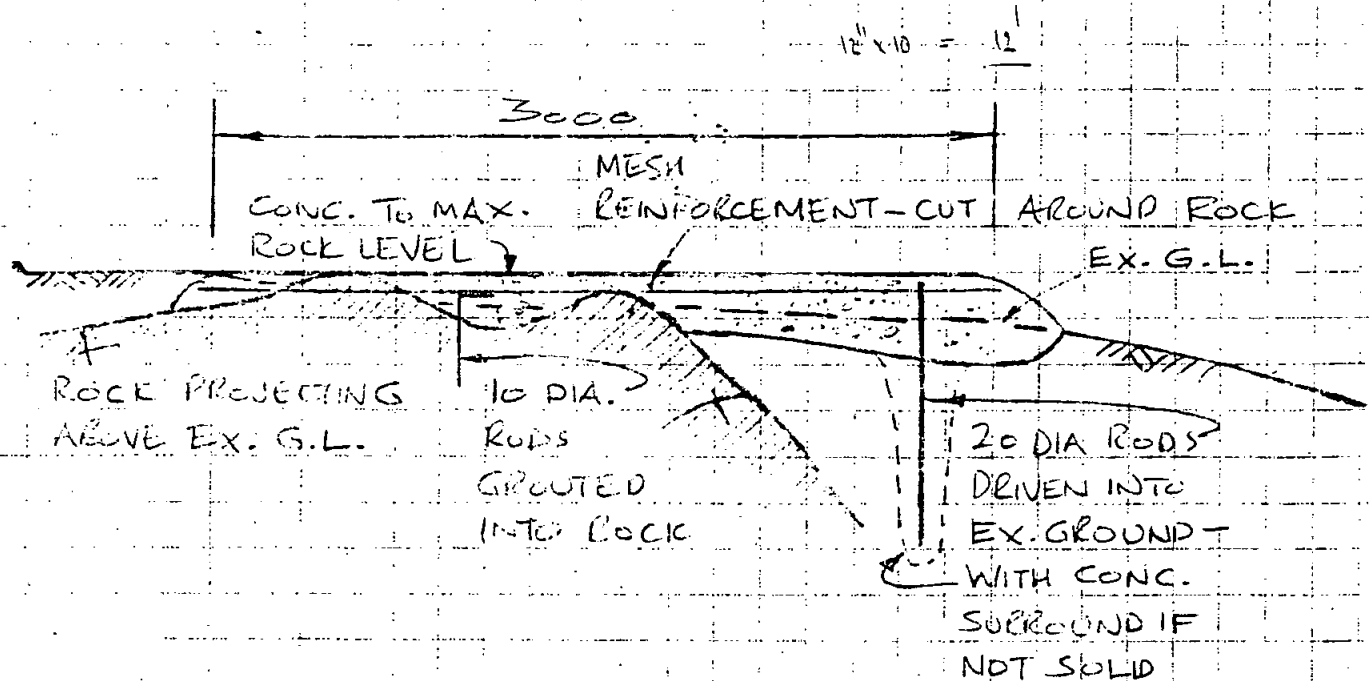 12" x 10 = 12'
3000
MESH
REINFORCEMENT - CUT AROUND ROCK
CONC. TO MAX.
ROCK LEVEL
EX. G.L.
ROCK PROJECTING
ABOVE EX. G.L.
10 DIA.
RODS
GROUTED
INTO ROCK
20 DIA RODS
DRIVEN INTO
EX. GROUND -
WITH CONC.
SURROUND IF
NOT SOLID